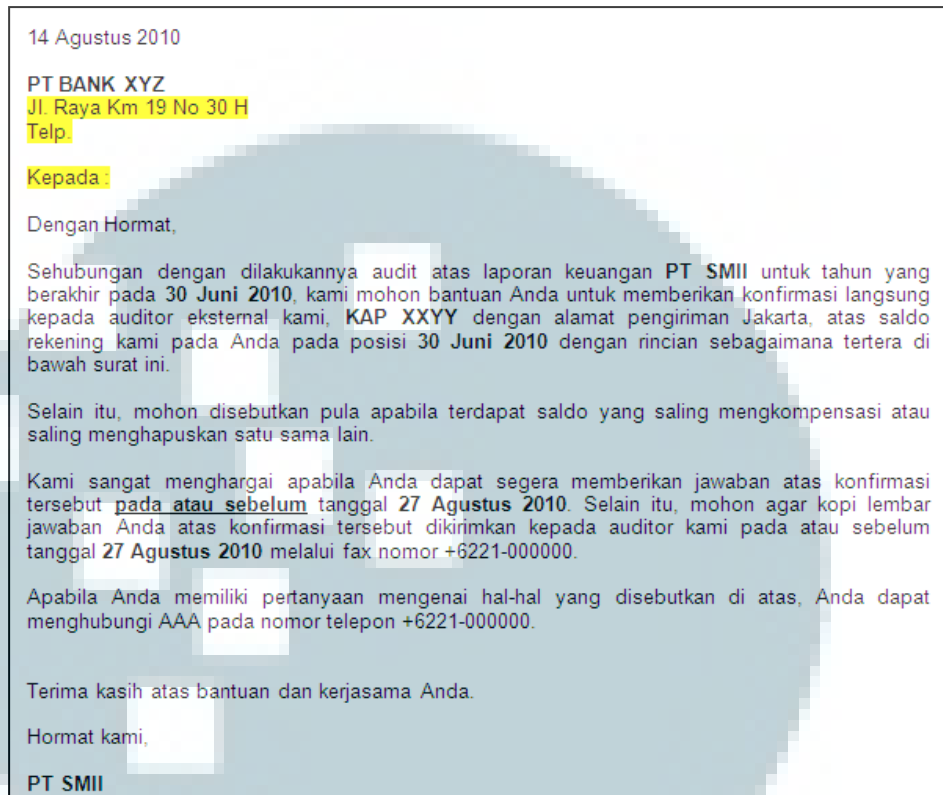 14 Agustus 2010
PT BANK XYZ
Jl. Raya Km 19 No 30 H
Telp.
Kepada :
Dengan Hormat,
Sehubungan dengan dilakukannya audit atas laporan keuangan PT SMII untuk tahun yang
berakhir pada 30 Juni 2010, kami mohon bantuan Anda untuk memberikan konfirmasi langsung
kepada auditor eksternal kami, KAP XXYY dengan alamat pengiriman Jakarta, atas saldo
rekening kami pada Anda pada posisi 30 Juni 2010 dengan rincian sebagaimana tertera di
bawah surat ini.
Selain itu, mohon disebutkan pula apabila terdapat saldo yang saling mengkompensasi atau
saling menghapuskan satu sama lain.
Kami sangat menghargai apabila Anda dapat segera memberikan jawaban atas konfirmasi
tersebut pada atau sebelum tanggal 27 Agustus 2010. Selain itu, mohon agar kopi lembar
jawaban Anda atas konfirmasi tersebut dikirimkan kepada auditor kami pada atau sebelum
tanggal 27 Agustus 2010 melalui fax nomor +6221-000000.
Apabila Anda memiliki pertanyaan mengenai hal-hal yang disebutkan di atas, Anda dapat
menghubungi AAA pada nomor telepon +6221-000000.
Terima kasih atas bantuan dan kerjasama Anda.
Hormat kami,
PT SMII